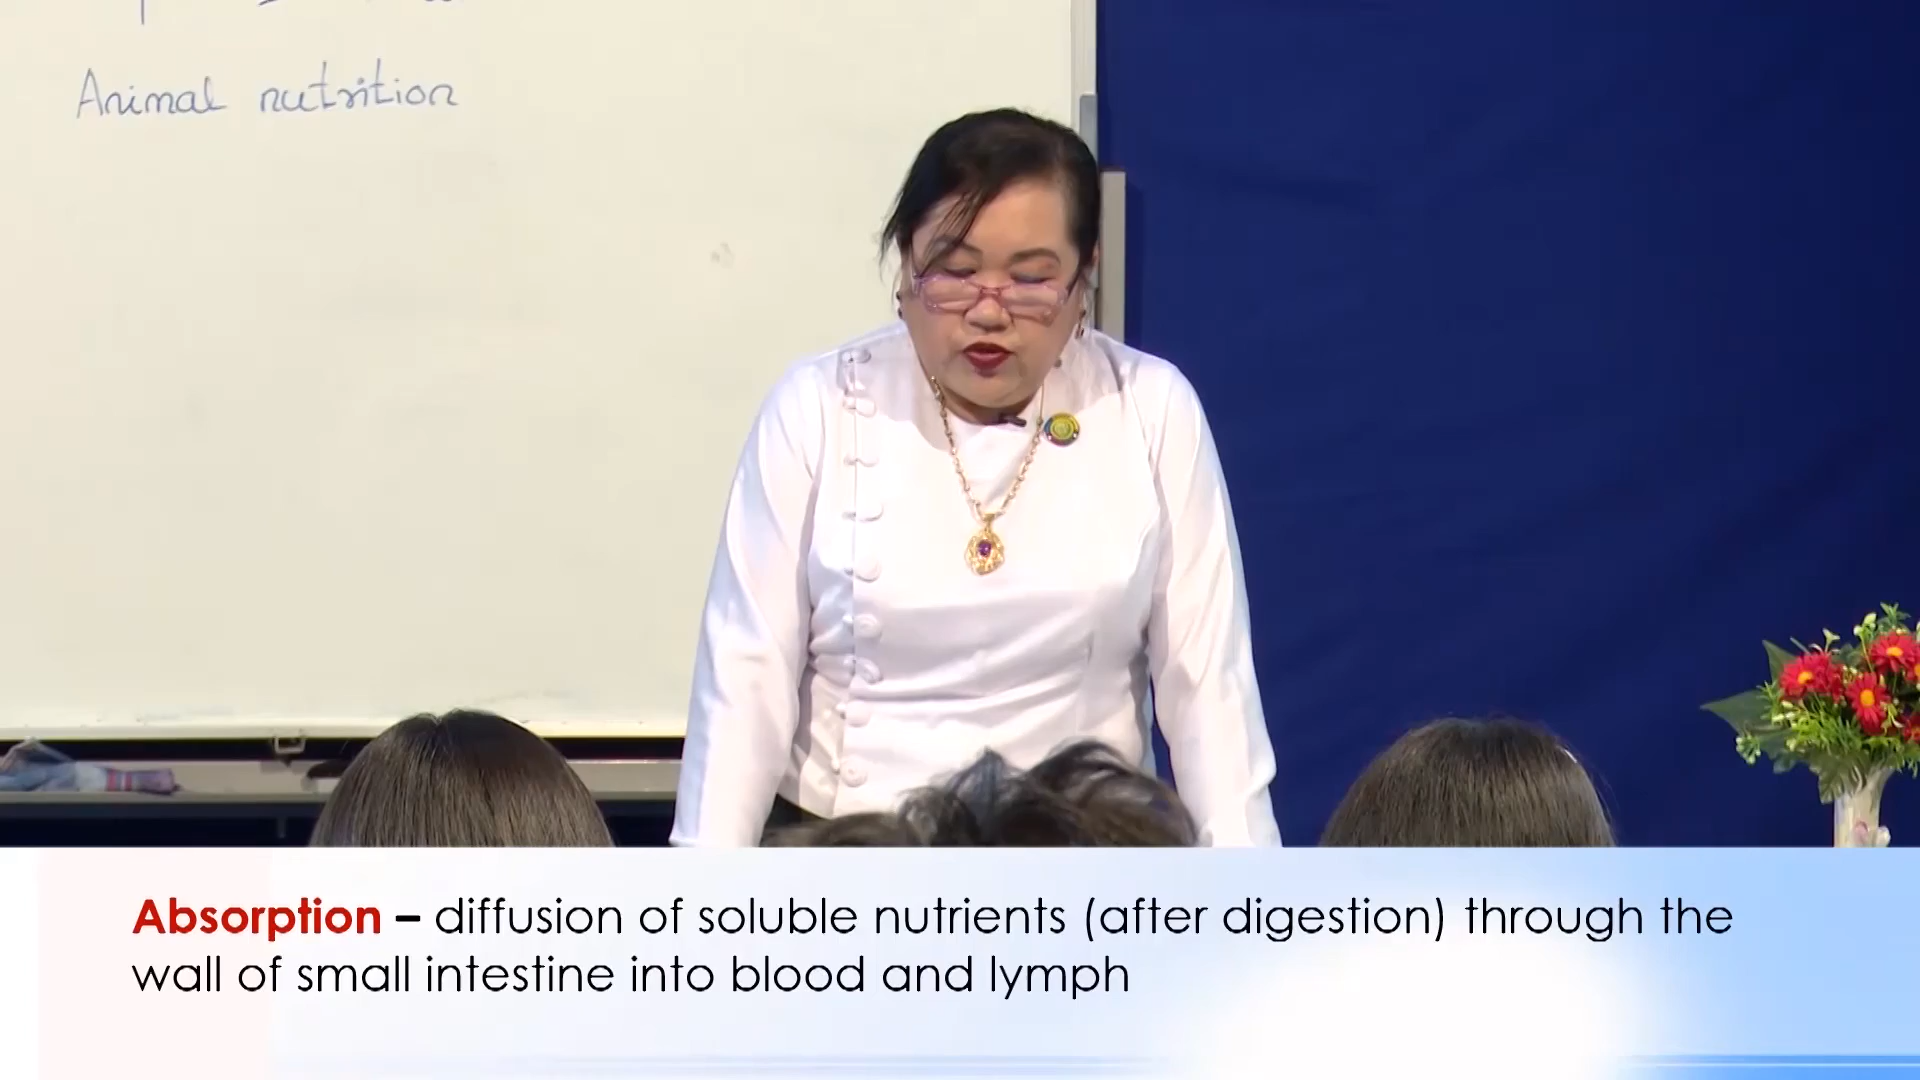 Animal nutrition
Absorption – diffusion of soluble nutrients (after digestion) through the
wall of small intestine into blood and lymph